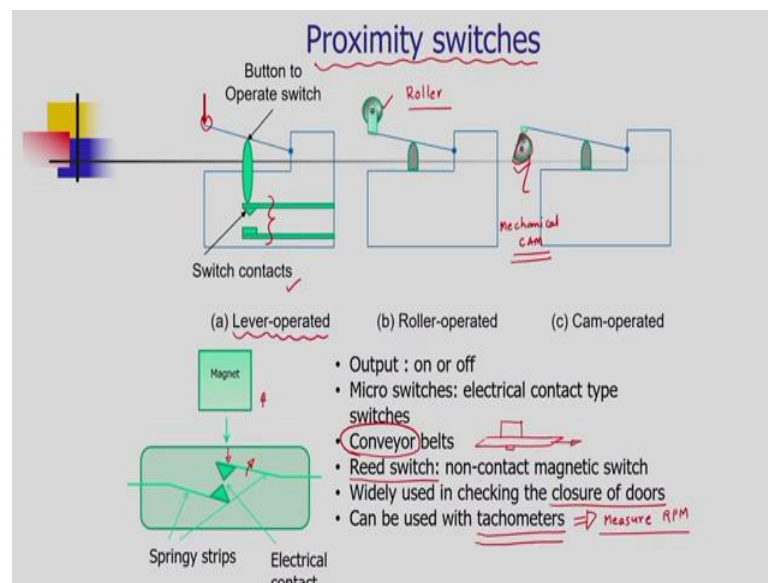 Proximity switches
Button to
Operate switch
Roller
Mechanical
CAM
Switch contacts
(a) Lever-operated
(b) Roller-operated
(c) Cam-operated
Magnet
• Output : on or off
• Micro switches: electrical contact type
switches
• Conveyor belts
• Reed switch: non-contact magnetic switch
• Widely used in checking the closure of doors
• Can be used with tachometers ⇒ Measure RPM
Springy strips
Electrical
contact